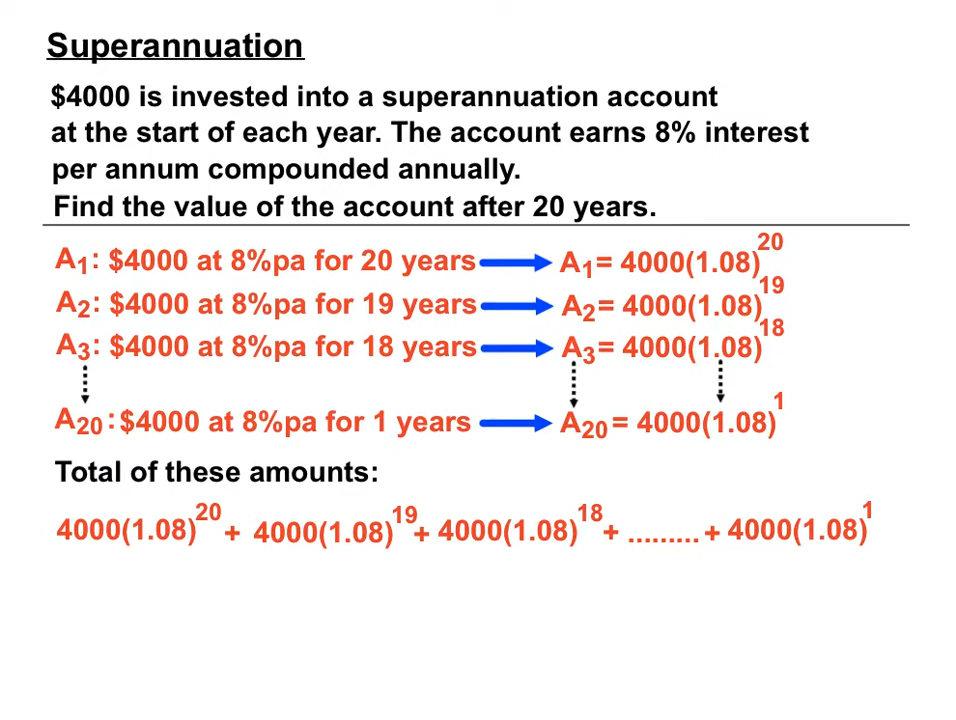 Superannuation
$4000 is invested into a superannuation account
at the start of each year. The account earns 8% interest
per annum compounded annually.
Find the value of the account after 20 years.
A₁: $4000 at 8%pa for 20 years A₁= 4000(1.08)²⁰
A₂: $4000 at 8%pa for 19 years A₂= 4000(1.08)¹⁹
A₃: $4000 at 8%pa for 18 years A₃= 4000(1.08)¹⁸
A₂₀: $4000 at 8%pa for 1 years A₂₀= 4000(1.08)¹
Total of these amounts:
4000(1.08)²⁰ + 4000(1.08)¹⁹ + 4000(1.08)¹⁸ + ......... + 4000(1.08)¹